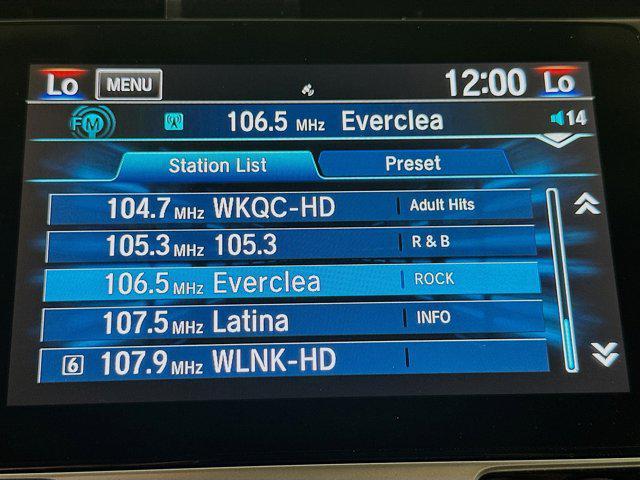 Lo MENU 12:00 Lo
FM 106.5 MHz Everclea 14
Station List Preset
104.7 MHz WKQC-HD Adult Hits
105.3 MHz 105.3 R & B
106.5 MHz Everclea ROCK
107.5 MHz Latina INFO
6 107.9 MHz WLNK-HD